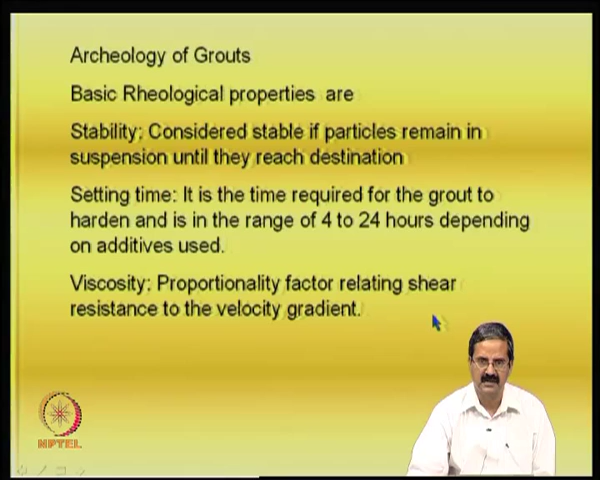 Archeology of Grouts
Basic Rheological properties are
Stability; Considered stable if particles remain in
suspension until they reach destination
Setting time: It is the time required for the grout to
harden and is in the range of 4 to 24 hours depending
on additives used.
Viscosity: Proportionality factor relating shear
resistance to the velocity gradient.
NPTEL